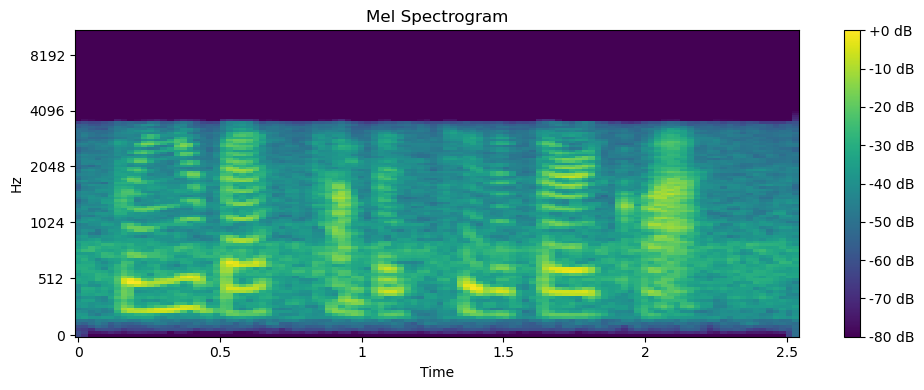 Mel Spectrogram
Hz
8192
4096
2048
1024
512
0
0
0.5
1
1.5
2
2.5
Time
+0 dB
-10 dB
-20 dB
-30 dB
-40 dB
-50 dB
-60 dB
-70 dB
-80 dB